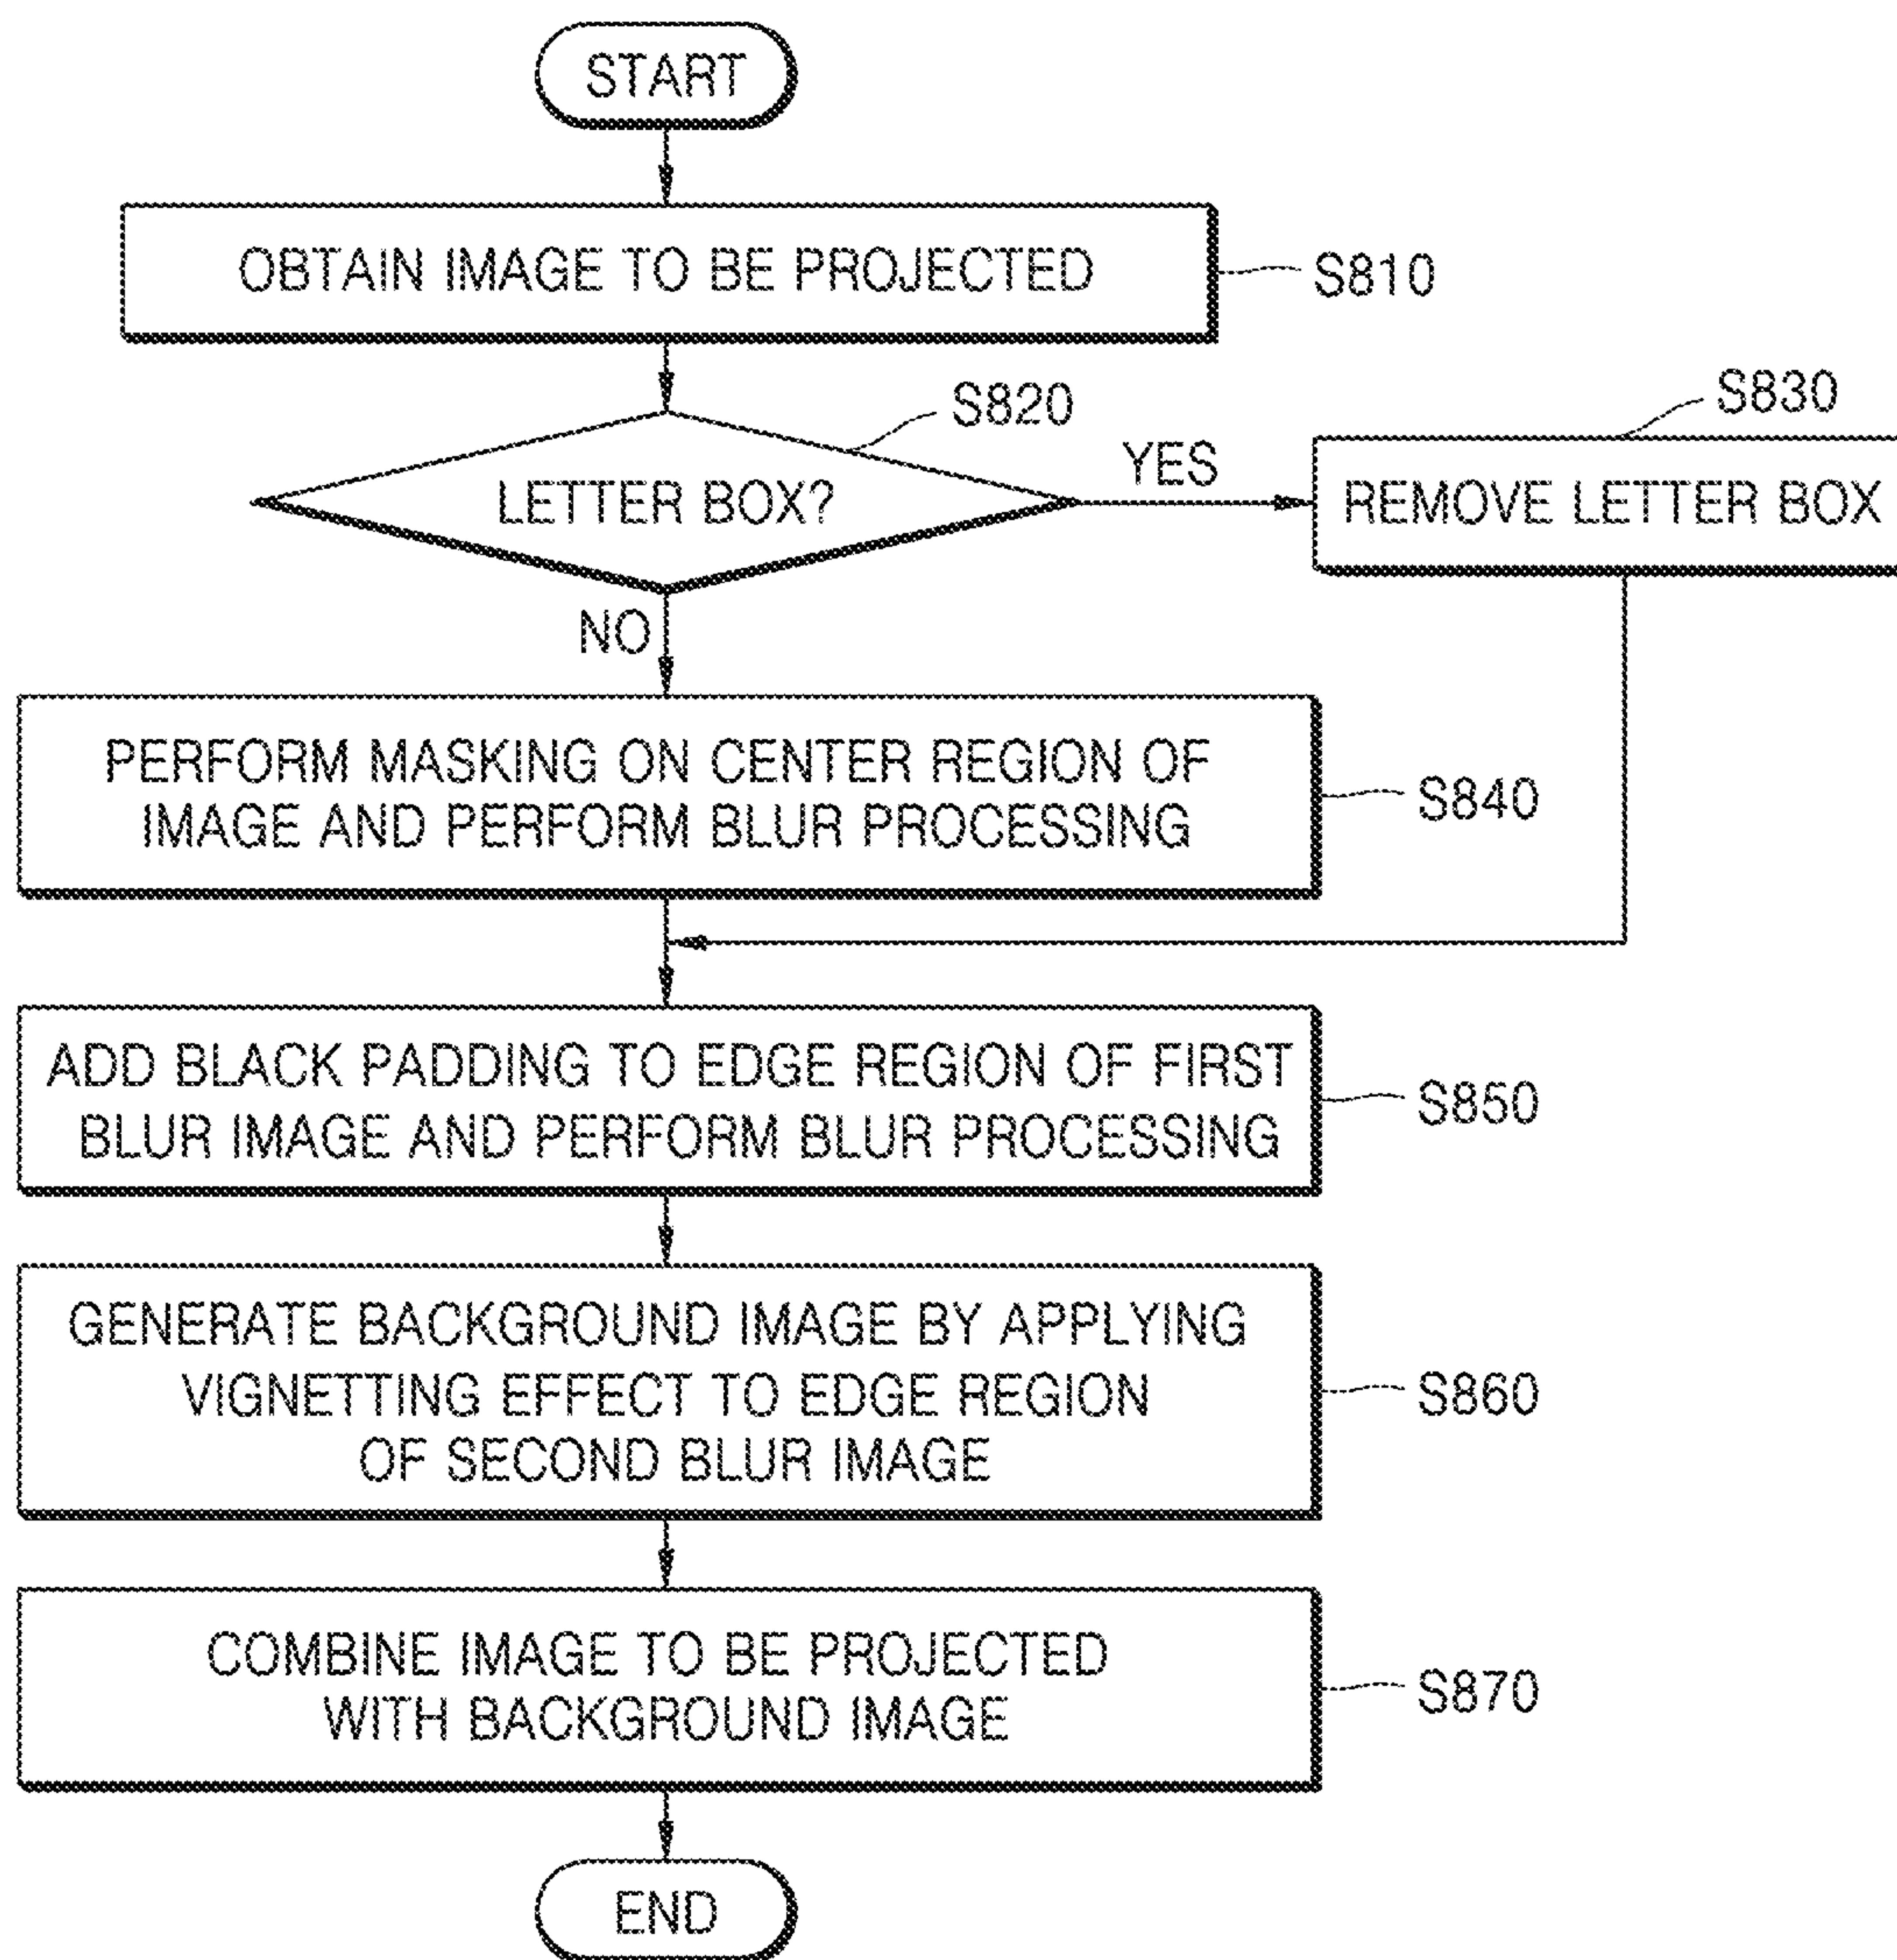 START
OBTAIN IMAGE TO BE PROJECTED
S810
S820
LETTER BOX?
YES
S830
REMOVE LETTER BOX
NO
PERFORM MASKING ON CENTER REGION OF
IMAGE AND PERFORM BLUR PROCESSING
S840
ADD BLACK PADDING TO EDGE REGION OF FIRST
BLUR IMAGE AND PERFORM BLUR PROCESSING
S850
GENERATE BACKGROUND IMAGE BY APPLYING
VIGNETTING EFFECT TO EDGE REGION
OF SECOND BLUR IMAGE
S860
COMBINE IMAGE TO BE PROJECTED
WITH BACKGROUND IMAGE
S870
END